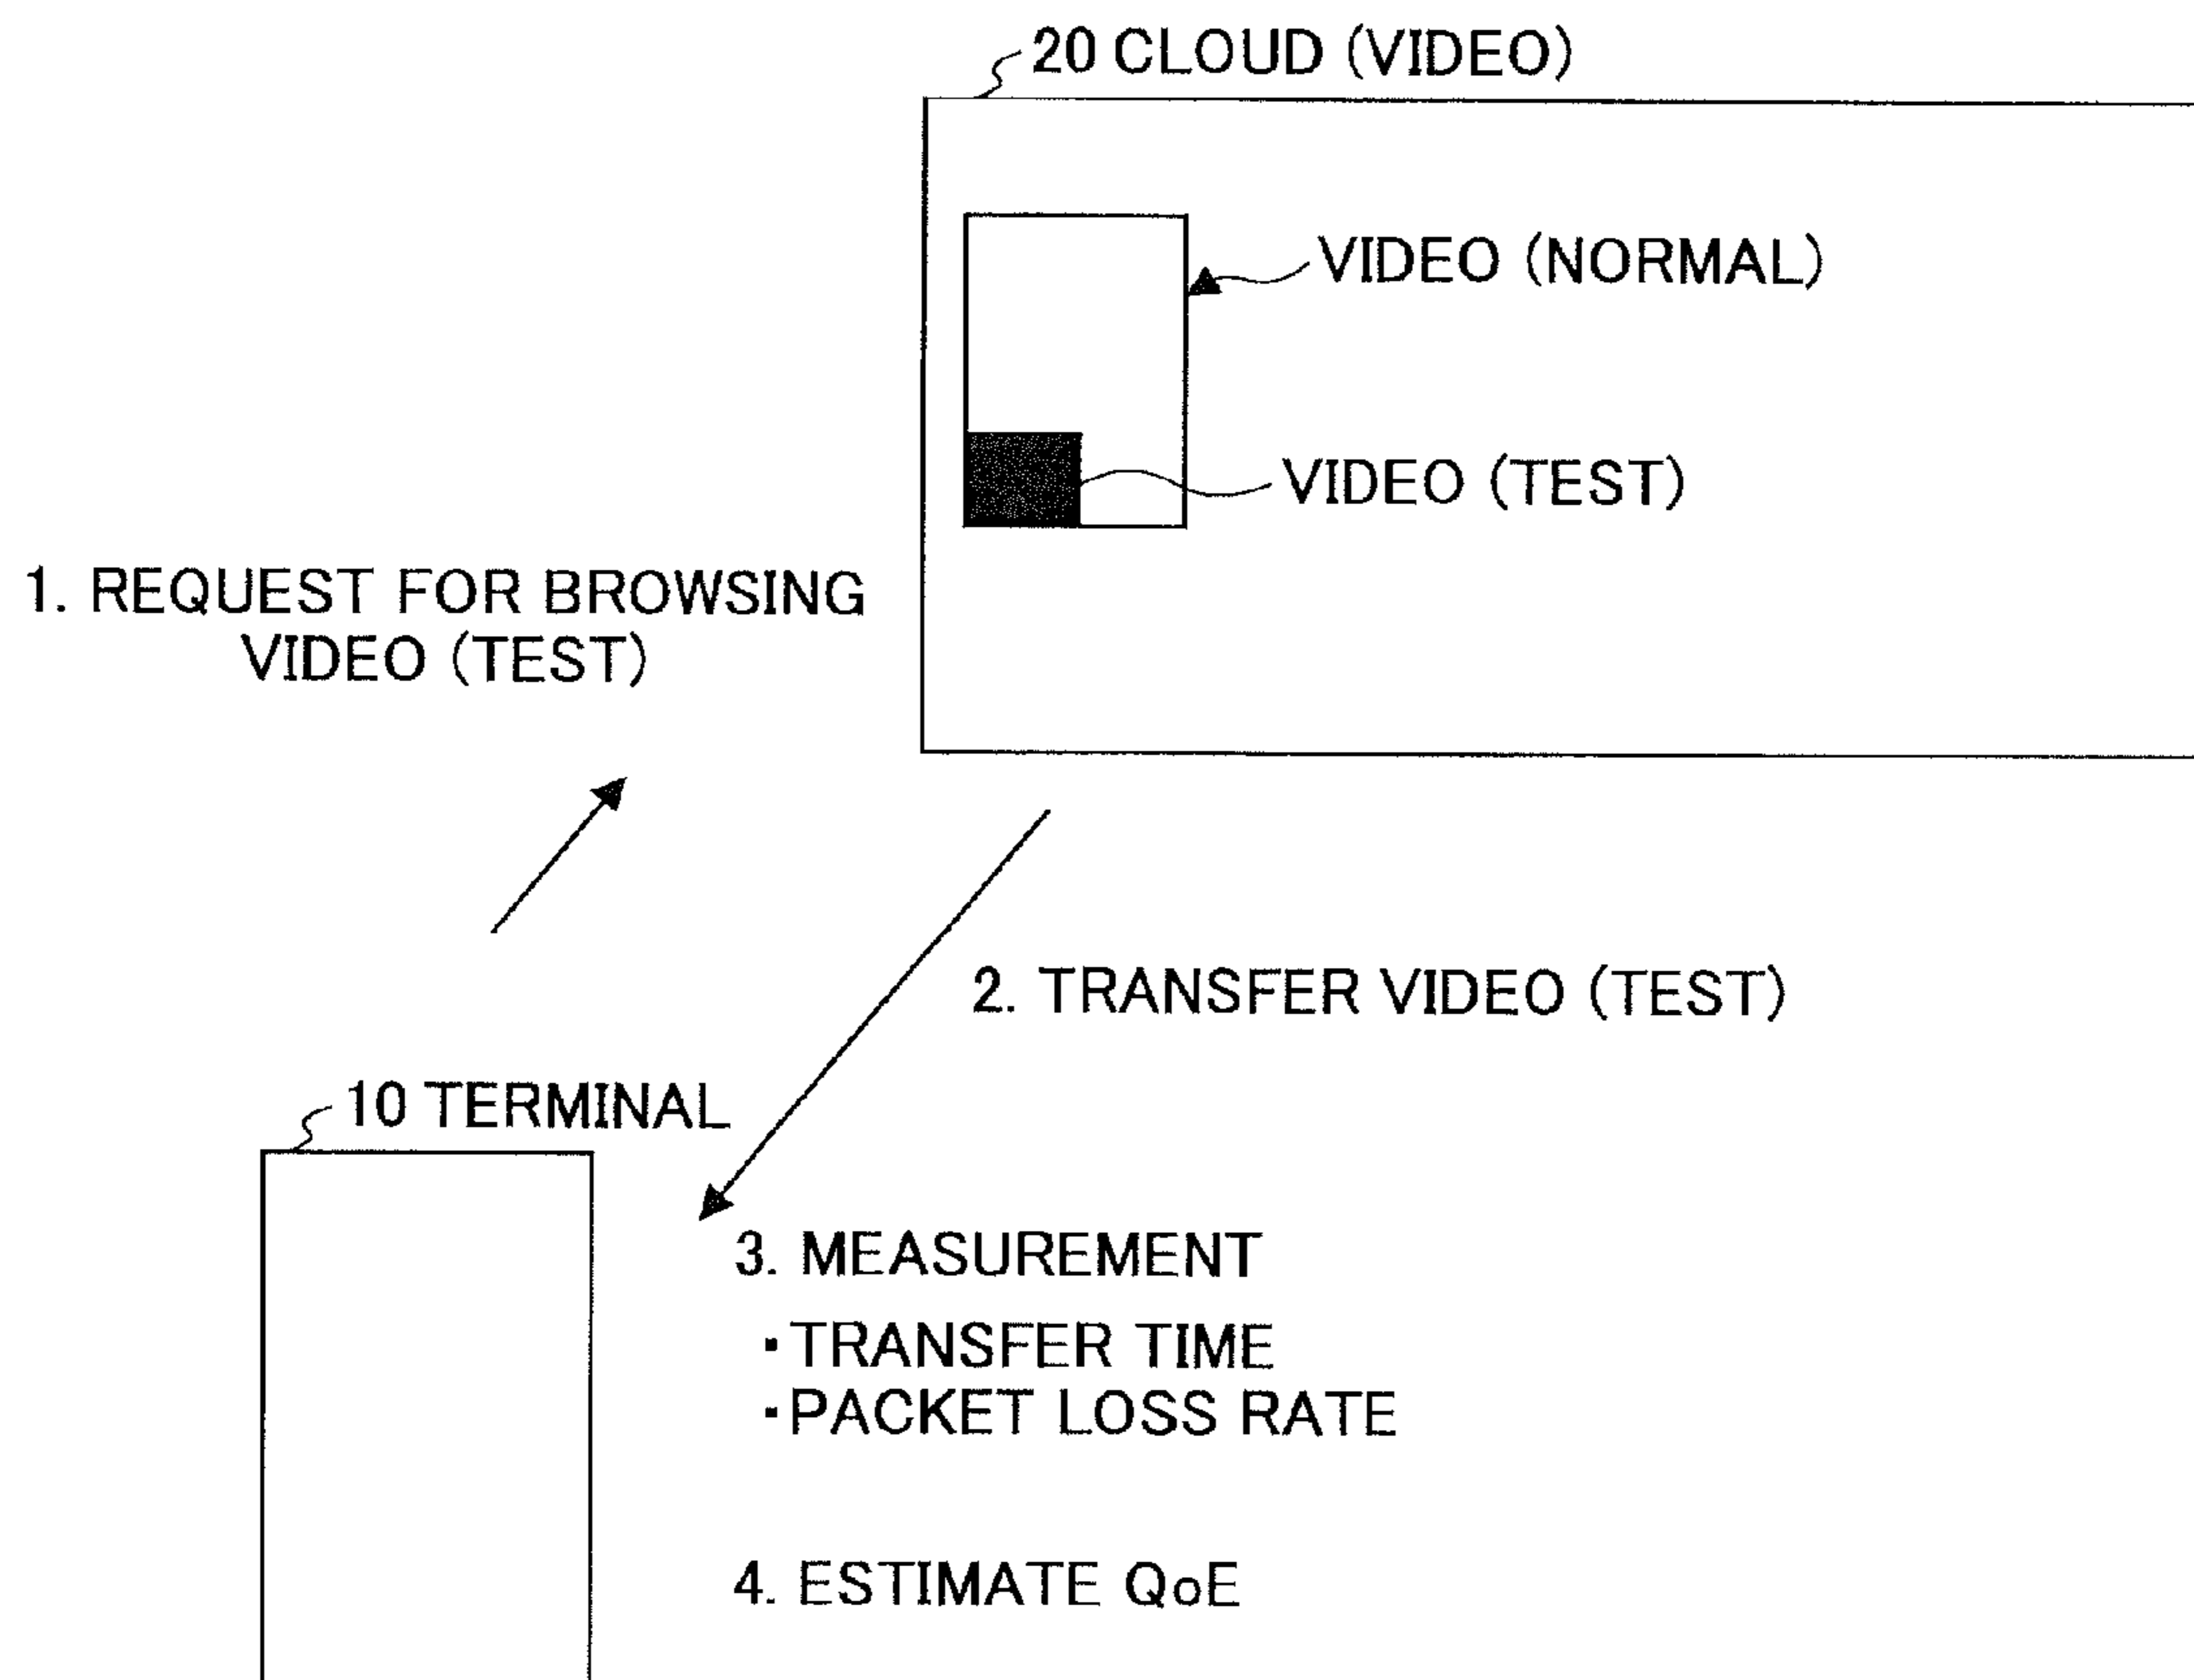 20 CLOUD (VIDEO)
VIDEO (NORMAL)
VIDEO (TEST)
1. REQUEST FOR BROWSING
VIDEO (TEST)
2. TRANSFER VIDEO (TEST)
10 TERMINAL
3. MEASUREMENT
・TRANSFER TIME
・PACKET LOSS RATE
4. ESTIMATE QoE